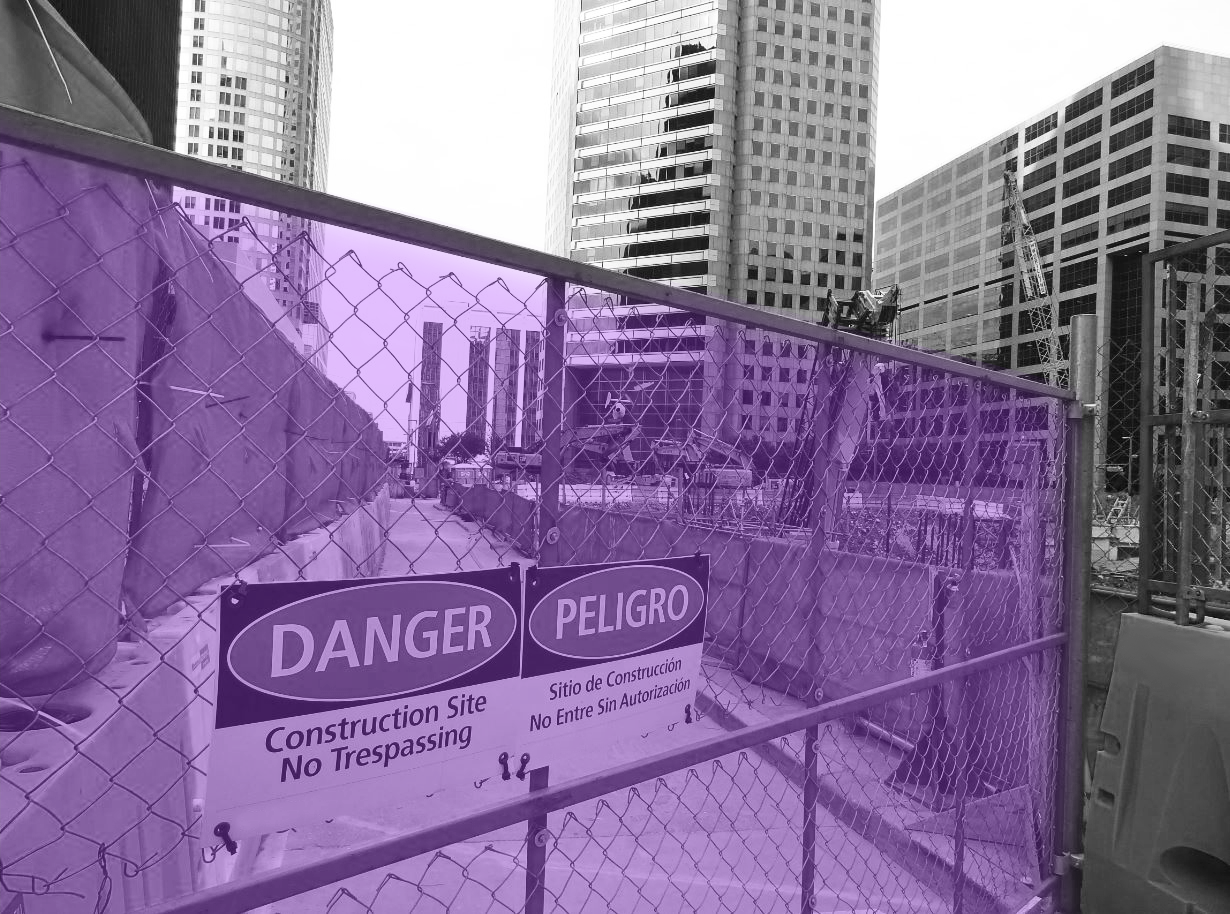 DANGER
Construction Site
No Trespassing
PELIGRO
Sitio de Construcción
No Entre Sin Autorización